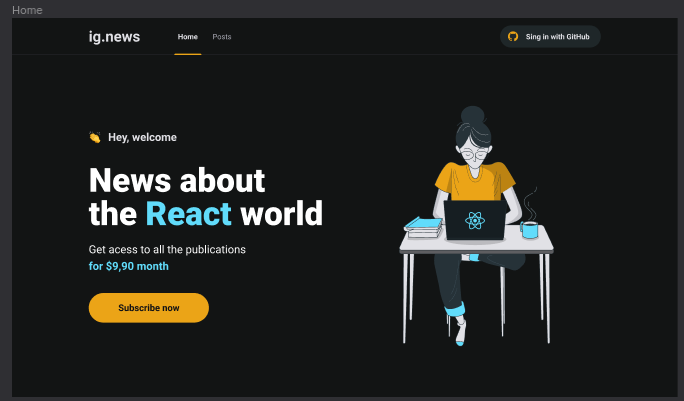 Home
ig.news
Home
Posts
Sing in with GitHub
👏 Hey, welcome
News about
the React world
Get acess to all the publications
for $9,90 month
Subscribe now